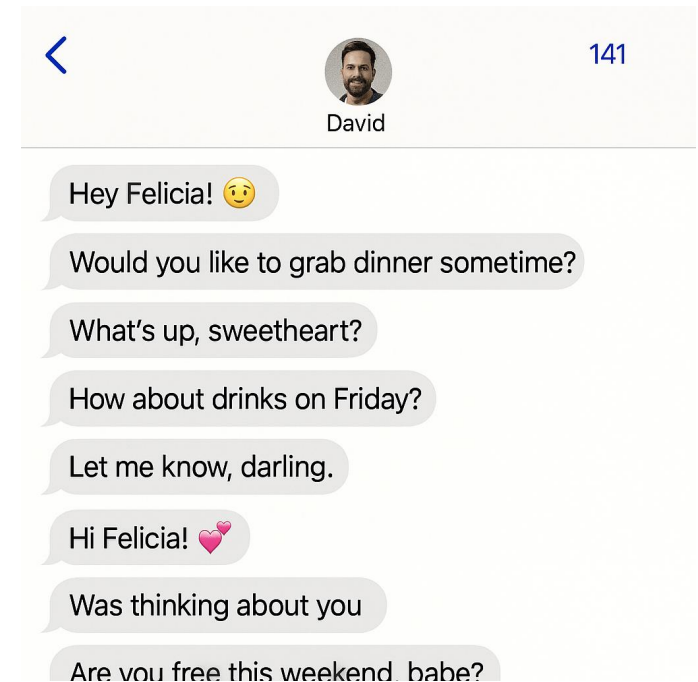 141
David
Hey Felicia! 😉
Would you like to grab dinner sometime?
What's up, sweetheart?
How about drinks on Friday?
Let me know, darling.
Hi Felicia! 💕
Was thinking about you
Are you free this weekend, babe?